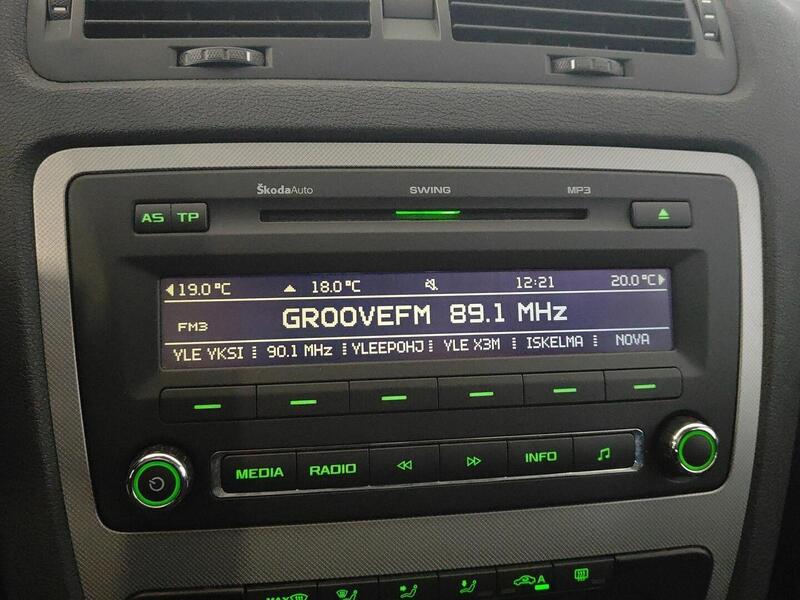 ŠkodaAuto SWING MP3
AS TP
19.0°C 18.0°C 12:21 20.0°C
FM3 GROOVEFM 89.1 MHz
YLE YKSI 90.1 MHz YLEEPOHJ YLE X3M ISKELMA NOVA
MEDIA RADIO INFO
MAX A